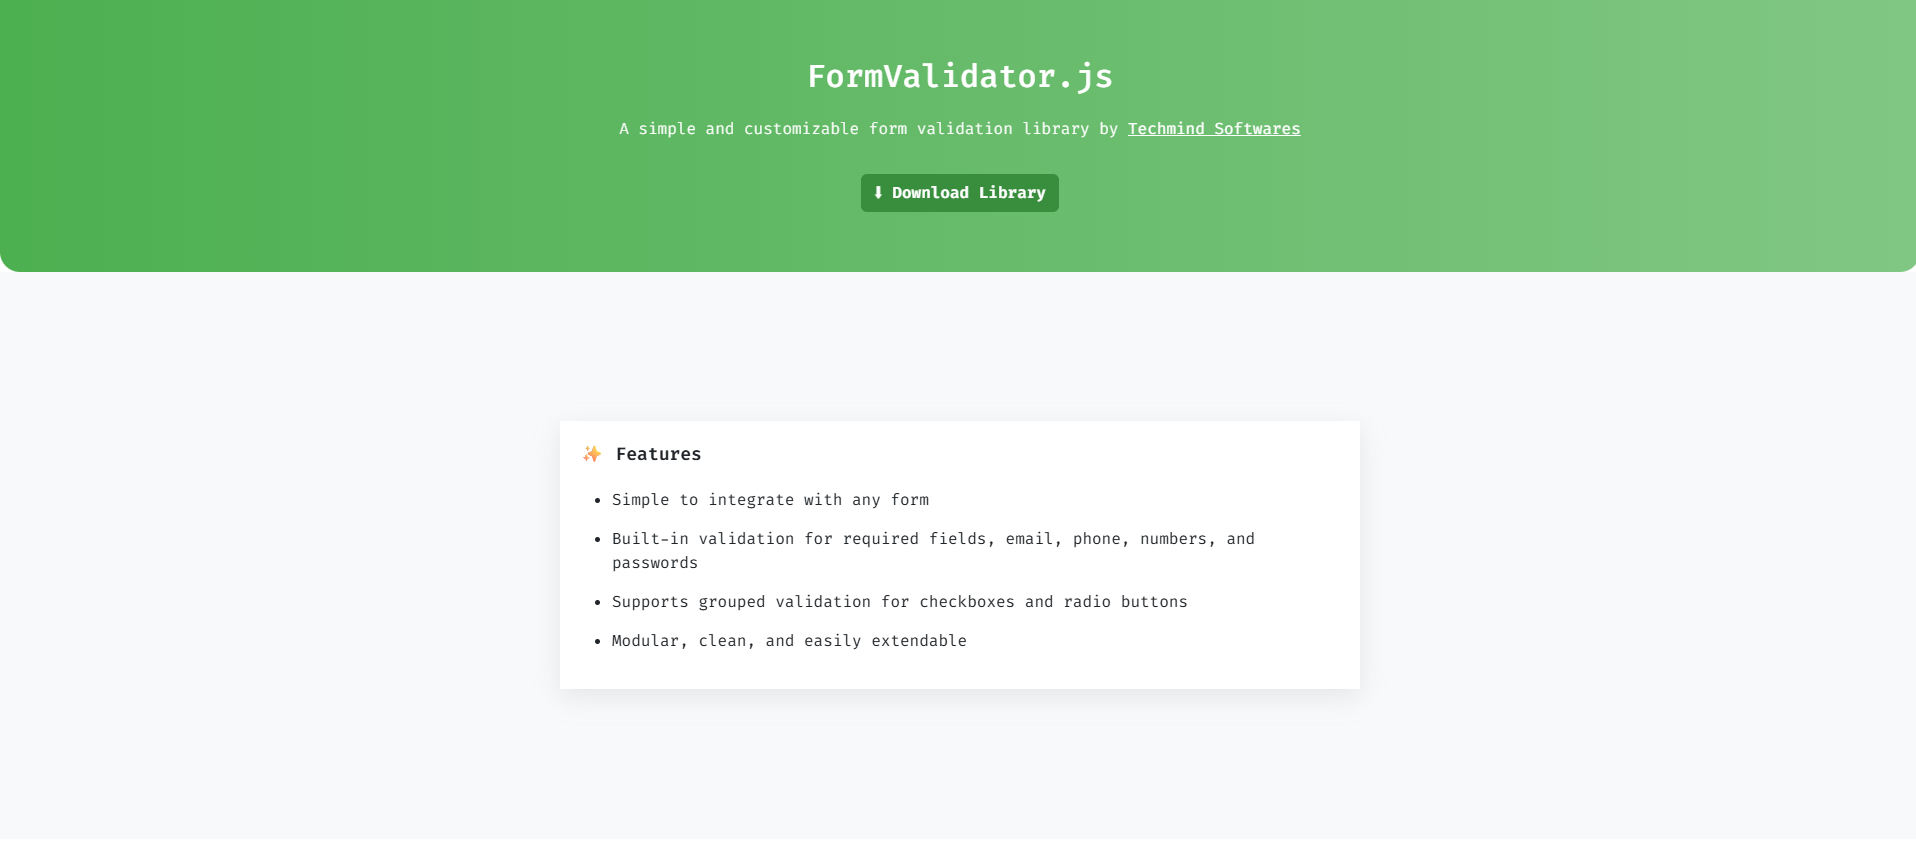 FormValidator.js
A simple and customizable form validation library by Techmind Softwares
⬇ Download Library
✨ Features
• Simple to integrate with any form
• Built-in validation for required fields, email, phone, numbers, and
passwords
• Supports grouped validation for checkboxes and radio buttons
• Modular, clean, and easily extendable